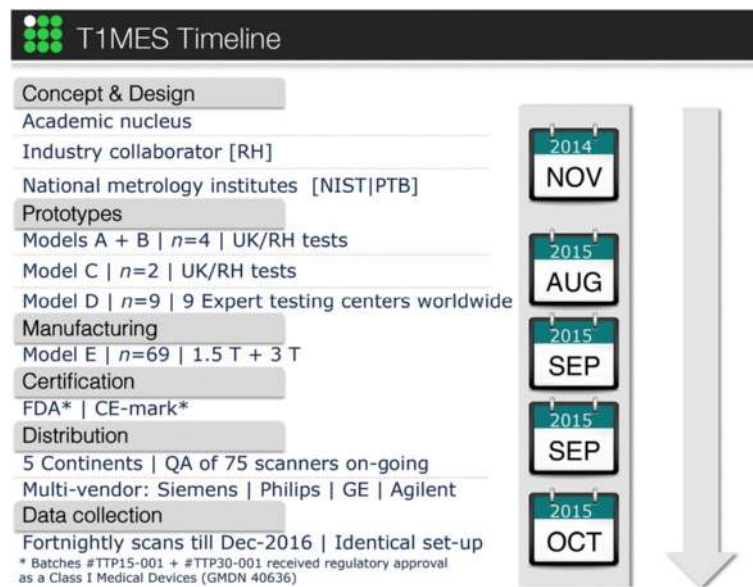 T1MES Timeline
Concept & Design
Academic nucleus
Industry collaborator [RH]
National metrology institutes [NIST|PTB]
2014
NOV
Prototypes
Models A + B | n=4 | UK/RH tests
Model C | n=2 | UK/RH tests
Model D | n=9 | 9 Expert testing centers worldwide
2015
AUG
Manufacturing
Model E | n=69 | 1.5 T + 3 T
2015
SEP
Certification
FDA* | CE-mark*
Distribution
5 Continents | QA of 75 scanners on-going
Multi-vendor: Siemens | Philips | GE | Agilent
2015
SEP
Data collection
Fortnightly scans till Dec-2016 | Identical set-up
2015
OCT
* Batches #TTP15-001 + #TTP30-001 received regulatory approval
as a Class I Medical Devices (GMDN 40636)